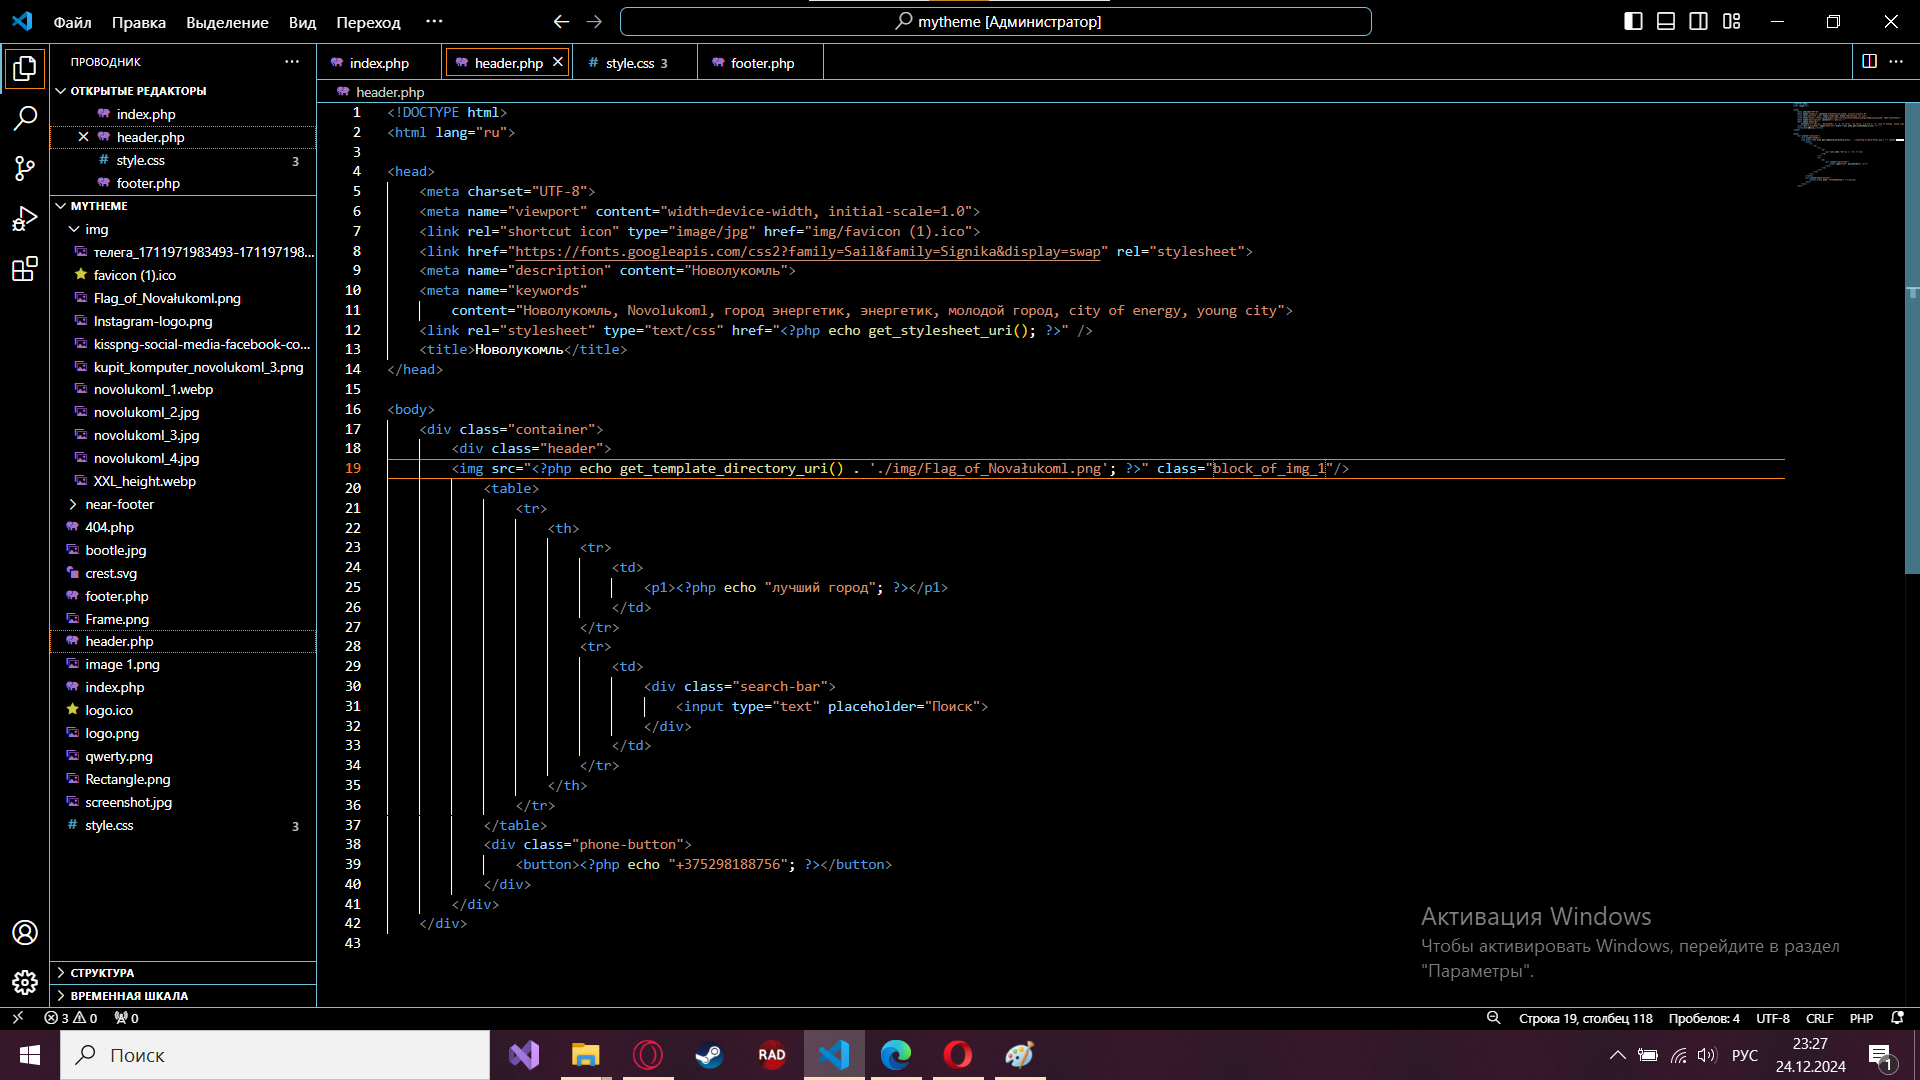 Файл Правка Выделение Вид Переход ···
mytheme [Администратор]
ПРОВОДНИК
ОТКРЫТЫЕ РЕДАКТОРЫ
index.php
header.php
style.css 3
footer.php
MYTHEME
img
телега_1711971983493-171197198...
favicon (1).ico
Flag_of_Novałukoml.png
Instagram-logo.png
kisspng-social-media-facebook-co...
kupit_komputer_novolukoml_3.png
novolukoml_1.webp
novolukoml_2.jpg
novolukoml_3.jpg
novolukoml_4.jpg
XXL_height.webp
near-footer
404.php
bootle.jpg
crest.svg
footer.php
Frame.png
header.php
image 1.png
index.php
logo.ico
logo.png
qwerty.png
Rectangle.png
screenshot.jpg
style.css 3
СТРУКТУРА
ВРЕМЕННАЯ ШКАЛА
index.php header.php style.css 3 footer.php
header.php
1 <!DOCTYPE html>
2 <html lang="ru">
3
4 <head>
5 <meta charset="UTF-8">
6 <meta name="viewport" content="width=device-width, initial-scale=1.0">
7 <link rel="shortcut icon" type="image/jpg" href="img/favicon (1).ico">
8 <link href="https://fonts.googleapis.com/css2?family=Sail&family=Signika&display=swap" rel="stylesheet">
9 <meta name="description" content="Новолукомль">
10 <meta name="keywords"
11 content="Новолукомль, Novolukoml, город энергетик, энергетик, молодой город, city of energy, young city">
12 <link rel="stylesheet" type="text/css" href="<?php echo get_stylesheet_uri(); ?>" />
13 <title>Новолукомль</title>
14 </head>
15
16 <body>
17 <div class="container">
18 <div class="header">
19 <img src="<?php echo get_template_directory_uri() . './img/Flag_of_Novałukoml.png'; ?>" class="block_of_img_1"/>
20 <table>
21 <tr>
22 <th>
23 <tr>
24 <td>
25 <p1><?php echo "лучший город"; ?></p1>
26 </td>
27 </tr>
28 <tr>
29 <td>
30 <div class="search-bar">
31 <input type="text" placeholder="Поиск">
32 </div>
33 </td>
34 </tr>
35 </th>
36 </tr>
37 </table>
38 <div class="phone-button">
39 <button><?php echo "+375298188756"; ?></button>
40 </div>
41 </div>
42 </div>
43
Активация Windows
Чтобы активировать Windows, перейдите в раздел
"Параметры".
3 0 0
Строка 19, столбец 118 Пробелов: 4 UTF-8 CRLF PHP
Поиск
RAD
РУС
23:27
24.12.2024
1